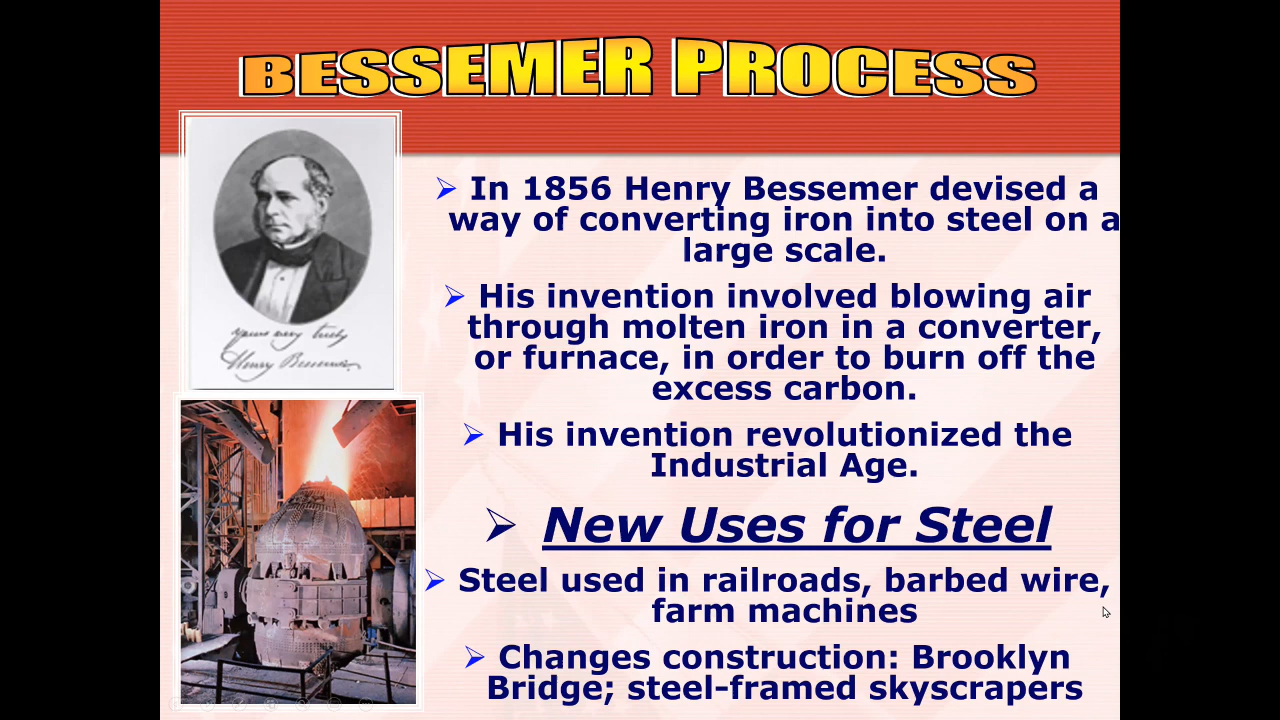 BESSEMER PROCESS
yours very truly
Henry Bessemer
➢ In 1856 Henry Bessemer devised a
way of converting iron into steel on a
large scale.
➢ His invention involved blowing air
through molten iron in a converter,
or furnace, in order to burn off the
excess carbon.
➢ His invention revolutionized the
Industrial Age.
➢ New Uses for Steel
➢ Steel used in railroads, barbed wire,
farm machines
➢ Changes construction: Brooklyn
Bridge; steel-framed skyscrapers